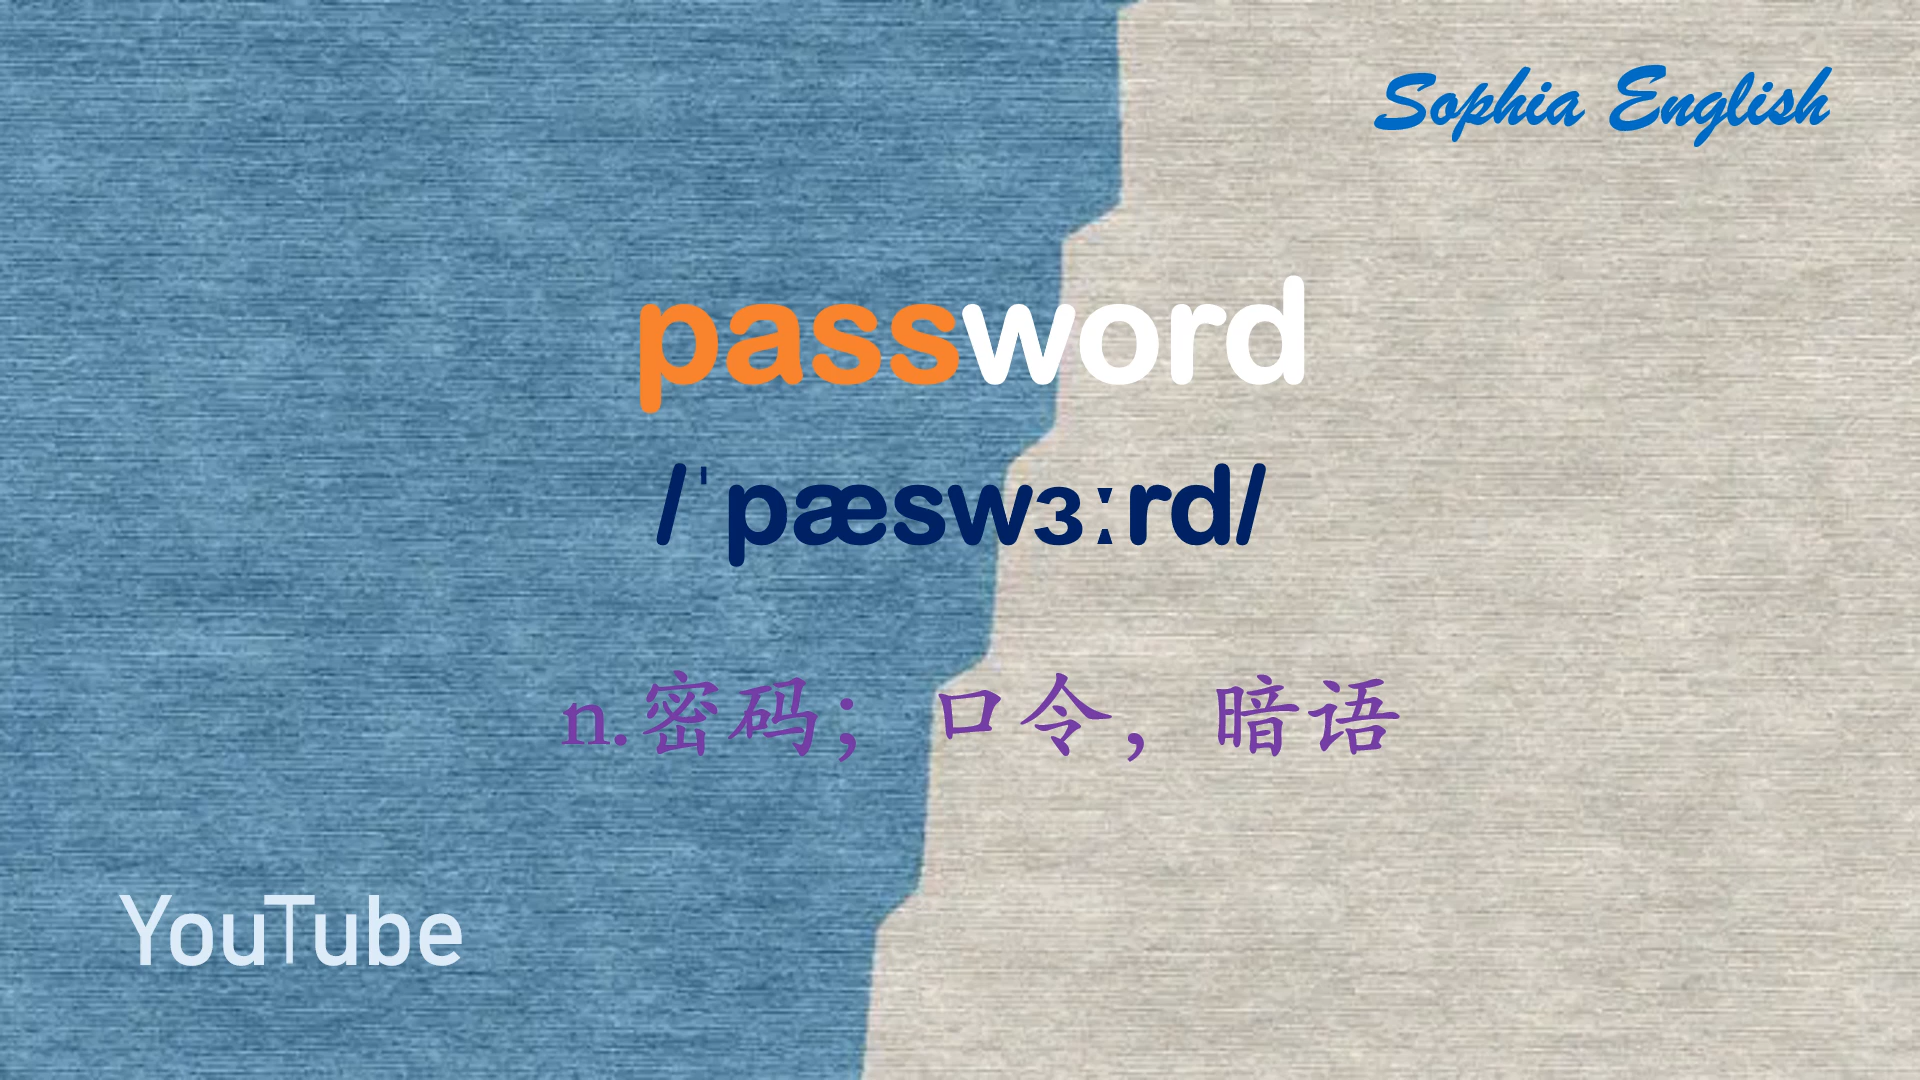 Sophia English
password
/ˈpæswɜːrd/
n.密码；口令，暗语
YouTube